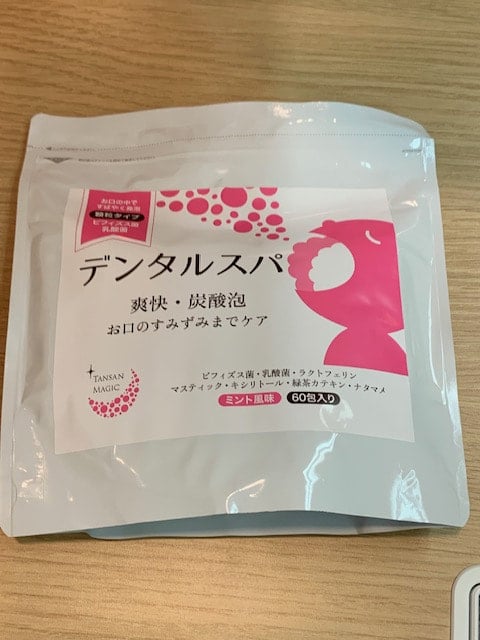 お口の中で
すばやく発泡
顆粒タイプ
ビフィズス菌
乳酸菌
デンタルスパ
爽快・炭酸泡
お口のすみずみまでケア
TANSAN
MAGIC
ビフィズス菌・乳酸菌・ラクトフェリン
マスティック・キシリトール・緑茶カテキン・ナタマメ
ミント風味 60包入り